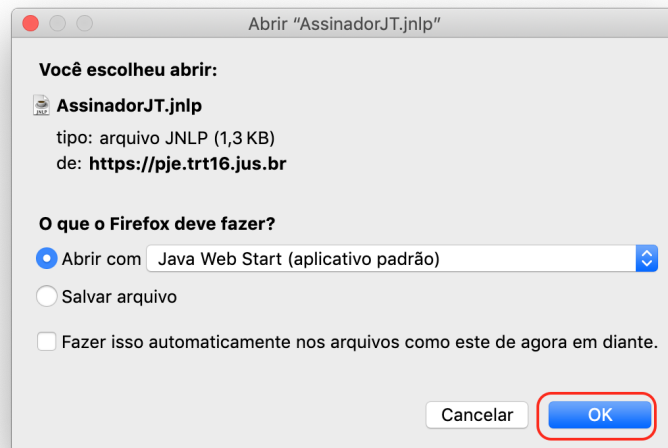 Abrir “AssinadorJT.jnlp”
Você escolheu abrir:
AssinadorJT.jnlp
JNLP
tipo: arquivo JNLP (1,3 KB)
de: https://pje.trt16.jus.br
O que o Firefox deve fazer?
Abrir com Java Web Start (aplicativo padrão)
Salvar arquivo
Fazer isso automaticamente nos arquivos como este de agora em diante.
Cancelar OK